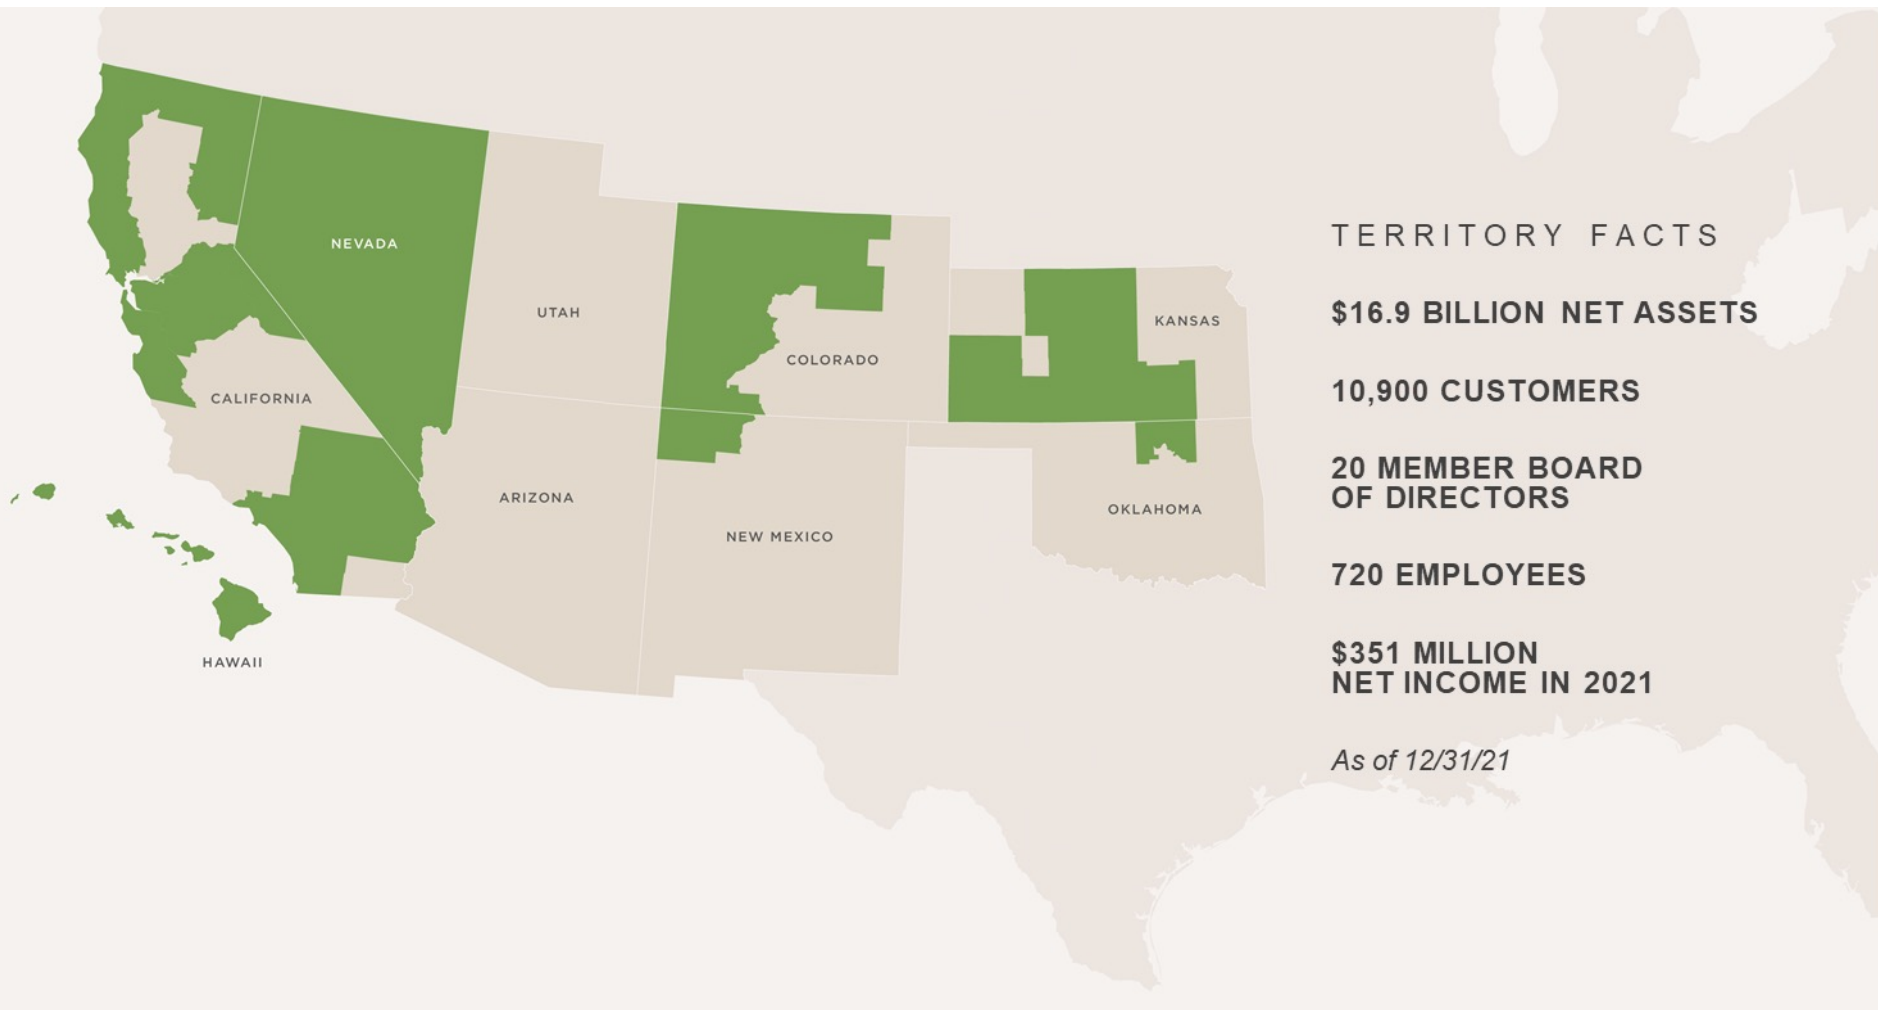 NEVADA
UTAH
COLORADO
KANSAS
CALIFORNIA
ARIZONA
NEW MEXICO
OKLAHOMA
HAWAII
TERRITORY FACTS
$16.9 BILLION NET ASSETS
10,900 CUSTOMERS
20 MEMBER BOARD
OF DIRECTORS
720 EMPLOYEES
$351 MILLION
NET INCOME IN 2021
As of 12/31/21